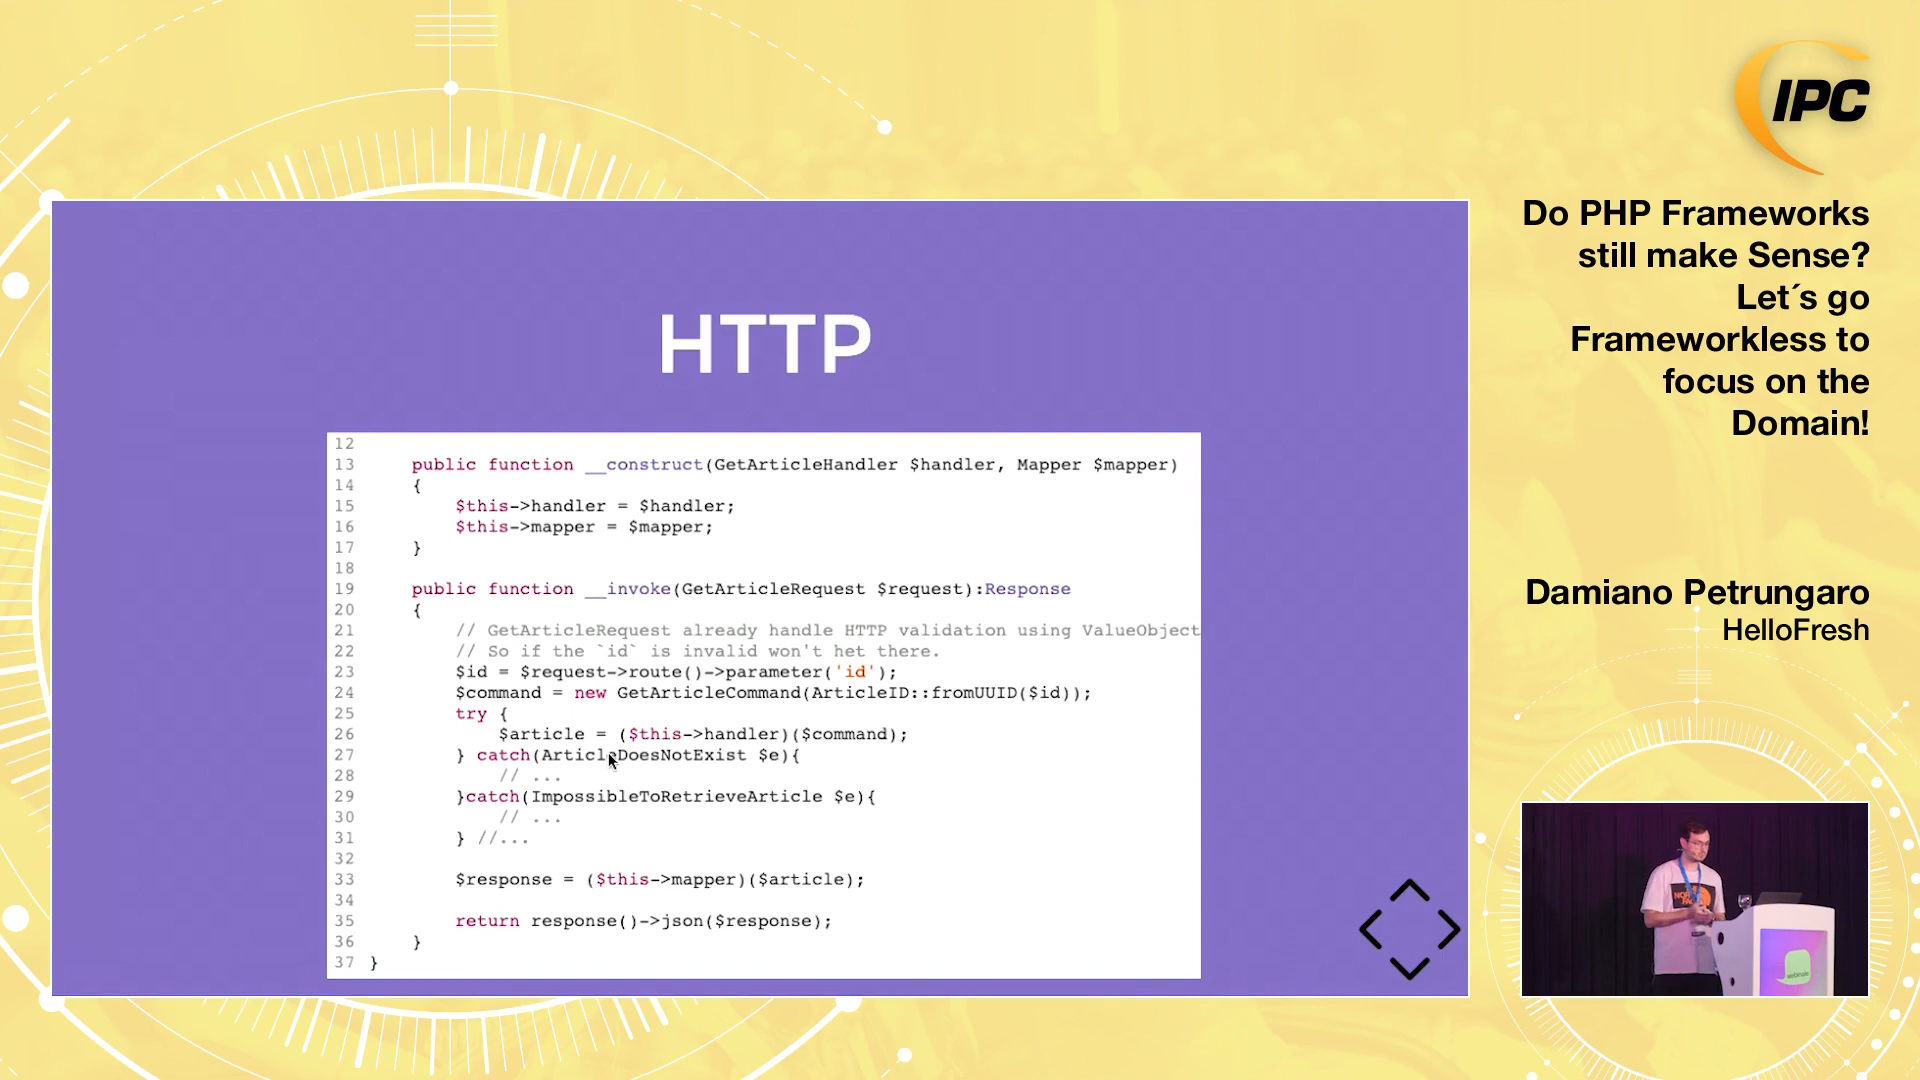 IPC
Do PHP Frameworks
still make Sense?
Let´s go
Frameworkless to
focus on the
Domain!
Damiano Petrungaro
HelloFresh
HTTP
12
13 public function __construct(GetArticleHandler $handler, Mapper $mapper)
14 {
15 $this->handler = $handler;
16 $this->mapper = $mapper;
17 }
18
19 public function __invoke(GetArticleRequest $request):Response
20 {
21 // GetArticleRequest already handle HTTP validation using ValueObject
22 // So if the `id` is invalid won't het there.
23 $id = $request->route()->parameter('id');
24 $command = new GetArticleCommand(ArticleID::fromUUID($id));
25 try {
26 $article = ($this->handler)($command);
27 } catch(ArticleDoesNotExist $e){
28 // ...
29 }catch(ImpossibleToRetrieveArticle $e){
30 // ...
31 } //...
32
33 $response = ($this->mapper)($article);
34
35 return response()->json($response);
36 }
37 }
webinale